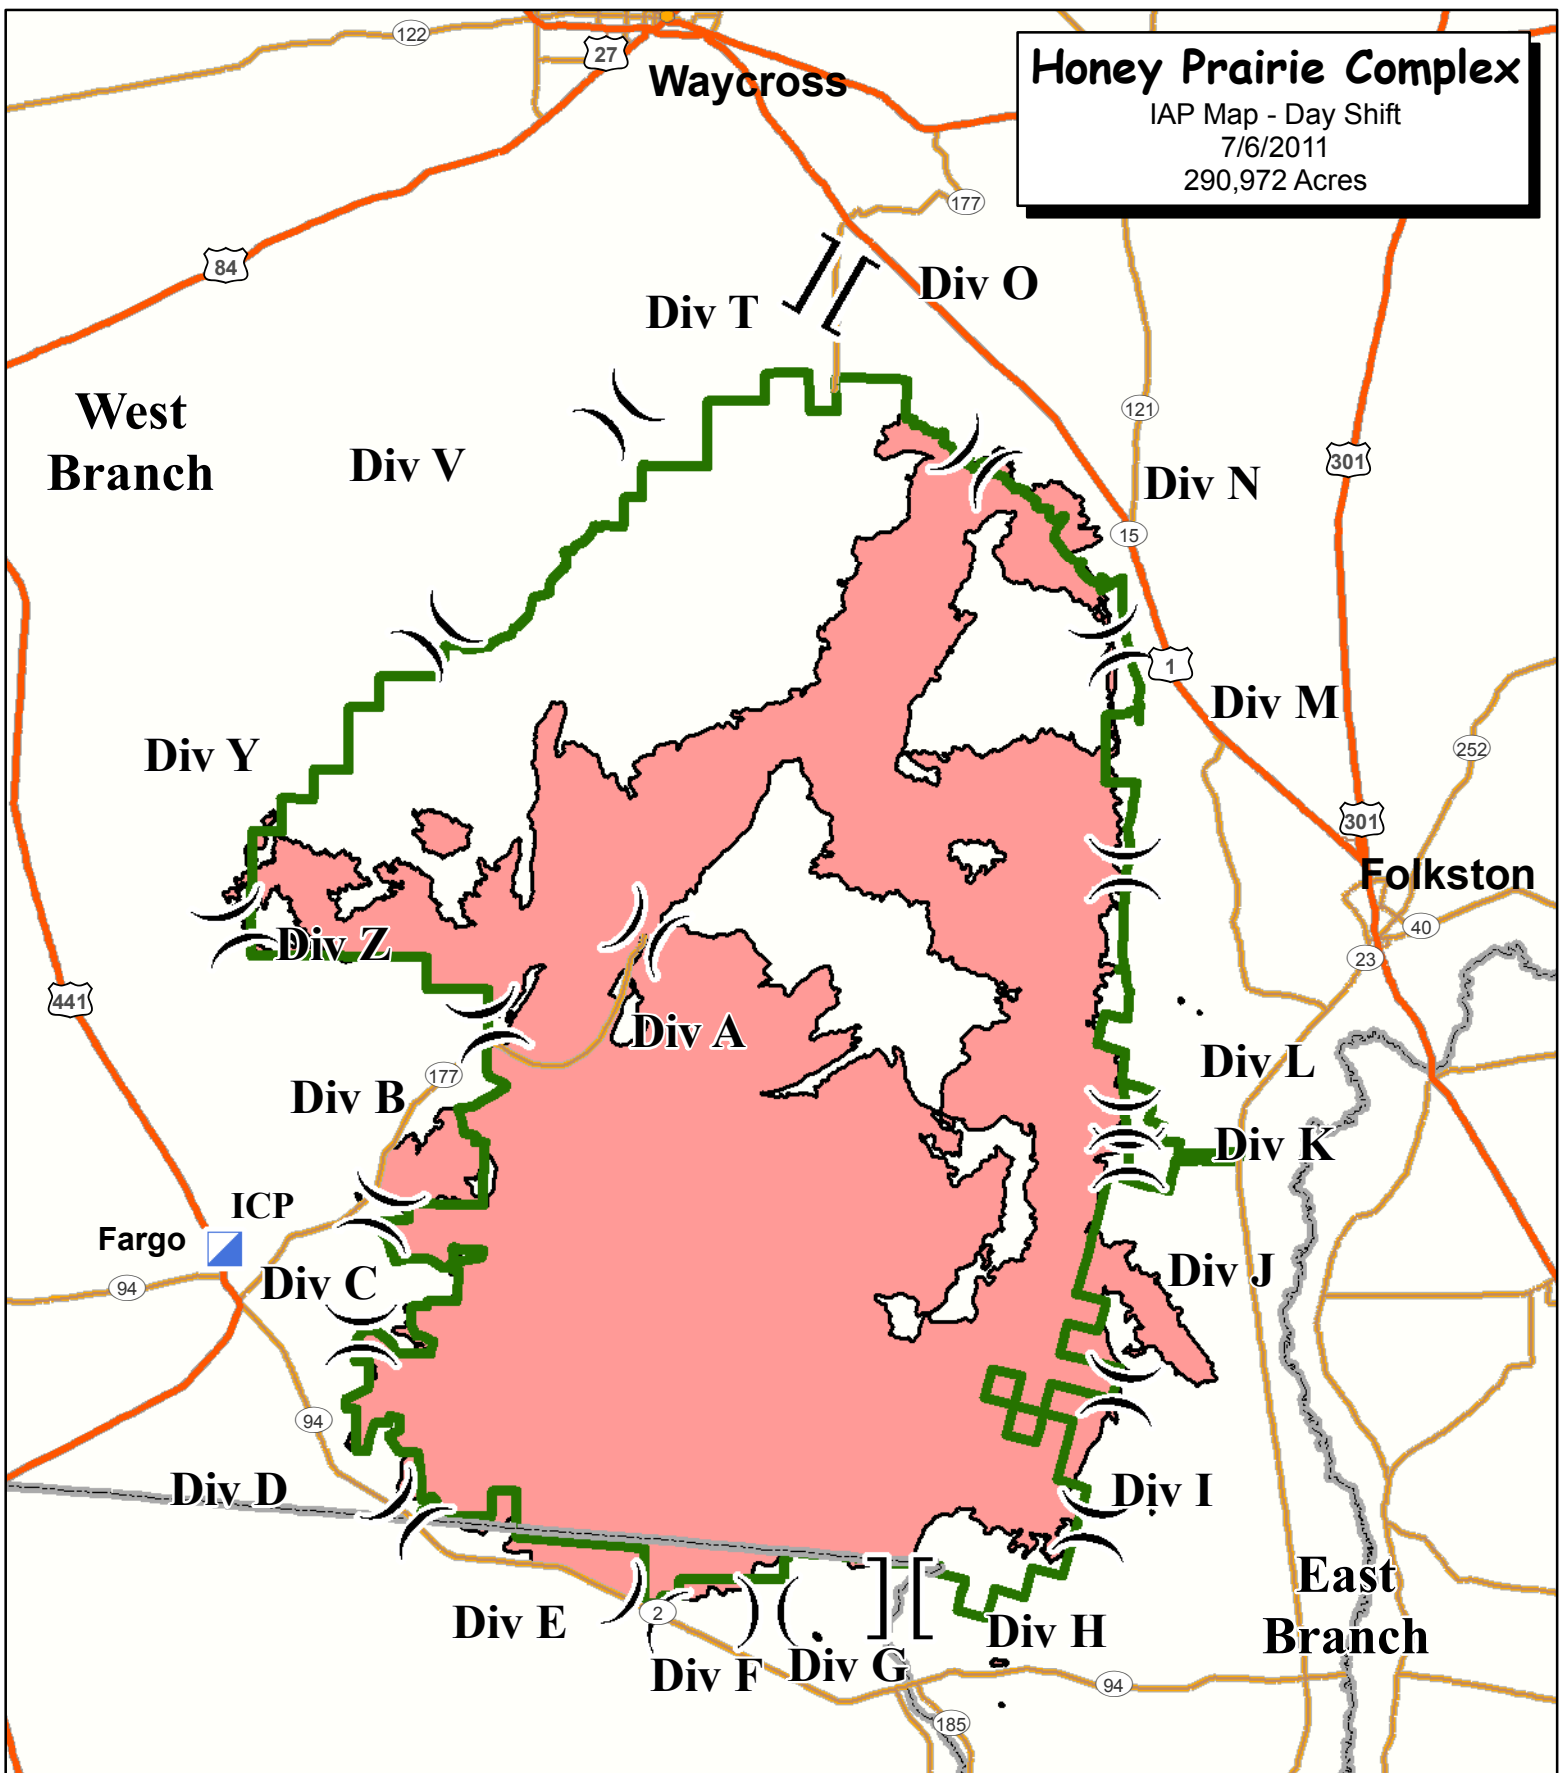 Honey Prairie Complex
IAP Map - Day Shift
7/6/2011
290,972 Acres
122
27
Waycross
177
84
Div O
Div T
West
Branch
121
Div V
301
Div N
15
1
Div M
252
Div Y
301
Folkston
40
Div Z
23
441
Div A
Div L
177
Div B
Div K
ICP
Fargo
Div C
Div J
94
94
Div D
Div I
East
Branch
2
Div E
Div H
Div F
Div G
94
185